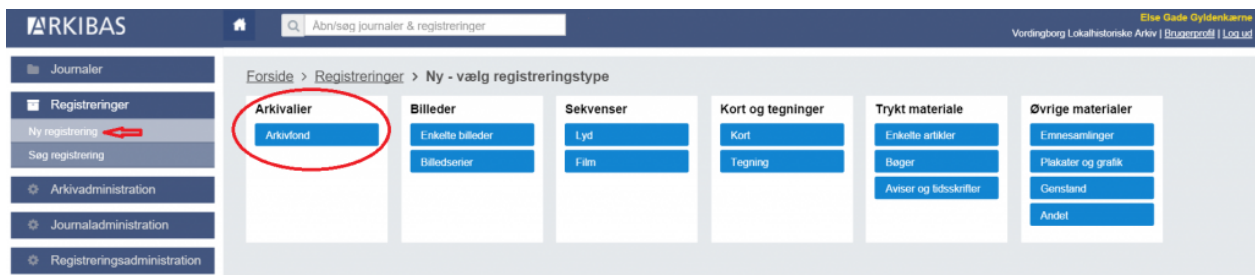 ARKIBAS
Åbn/søg journaler & registreringer
Else Gade Gyldenkærne
Vordingborg Lokalhistoriske Arkiv | Brugerprofil | Log ud
Journaler
Registreringer
Ny registrering
Søg registrering
Arkivadministration
Journaladministration
Registreringsadministration
Forside > Registreringer > Ny - vælg registreringstype
Arkivalier
Arkivfond
Billeder
Enkelte billeder
Billedserier
Sekvenser
Lyd
Film
Kort og tegninger
Kort
Tegning
Trykt materiale
Enkelte artikler
Bøger
Aviser og tidsskrifter
Øvrige materialer
Emnesamlinger
Plakater og grafik
Genstand
Andet